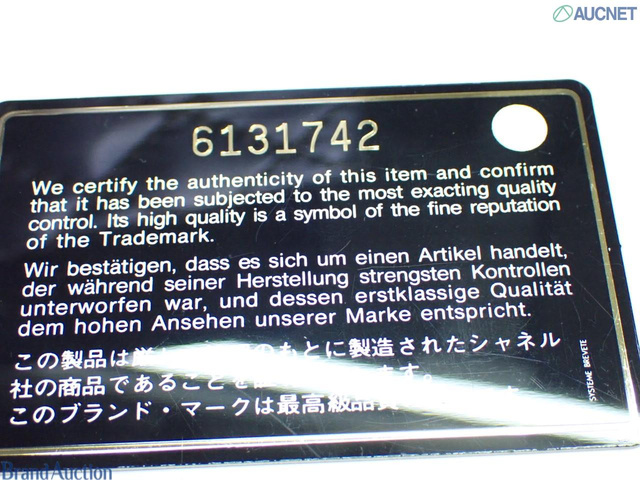 AUCNET
6131742
We certify the authenticity of this item and confirm
that it has been subjected to the most exacting quality
control. Its high quality is a symbol of the fine reputation
of the Trademark.
Wir bestätigen, dass es sich um einen Artikel handelt,
der während seiner Herstellung strengsten Kontrollen
unterworfen war, und dessen erstklassige Qualität
dem hohen Ansehen unserer Marke entspricht.
この製品は のもとに製造されたシャネル
社の商品であることを ます。
このブランド・マークは最高級品
SYSTEME BREVETE
Brand Auction